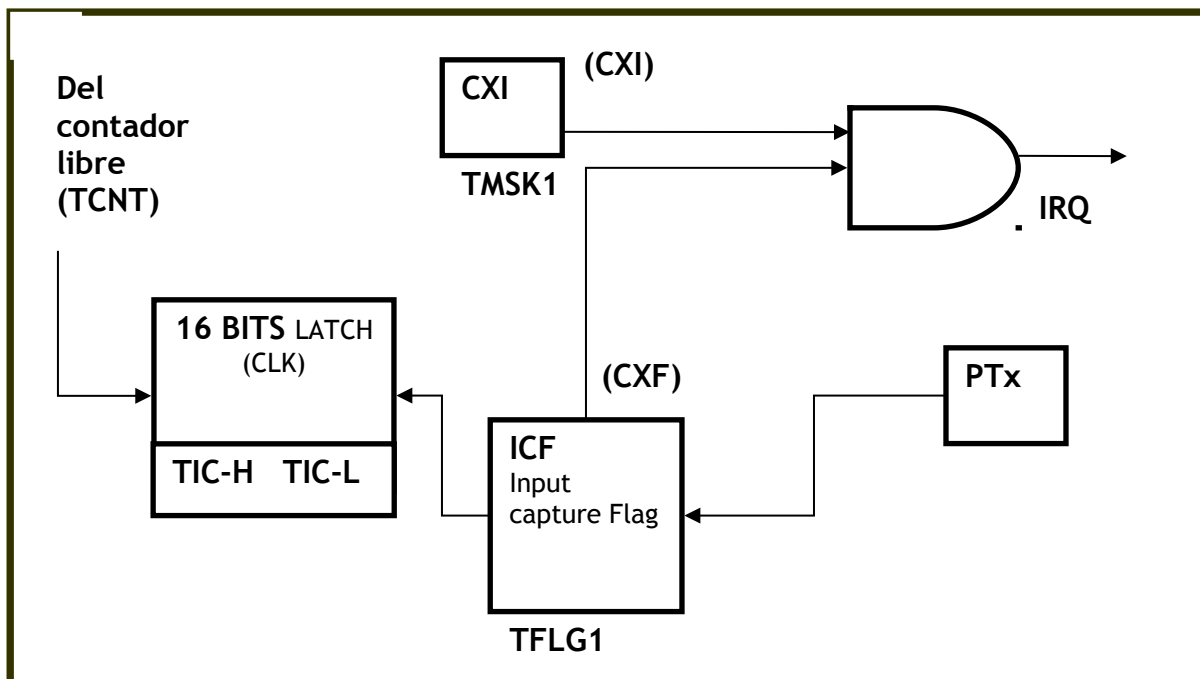 Del
contador
libre
(TCNT)
CXI
(CXI)
TMSK1
IRQ
16 BITS LATCH
(CLK)
TIC-H TIC-L
(CXF)
ICF
Input
capture Flag
TFLG1
PTx